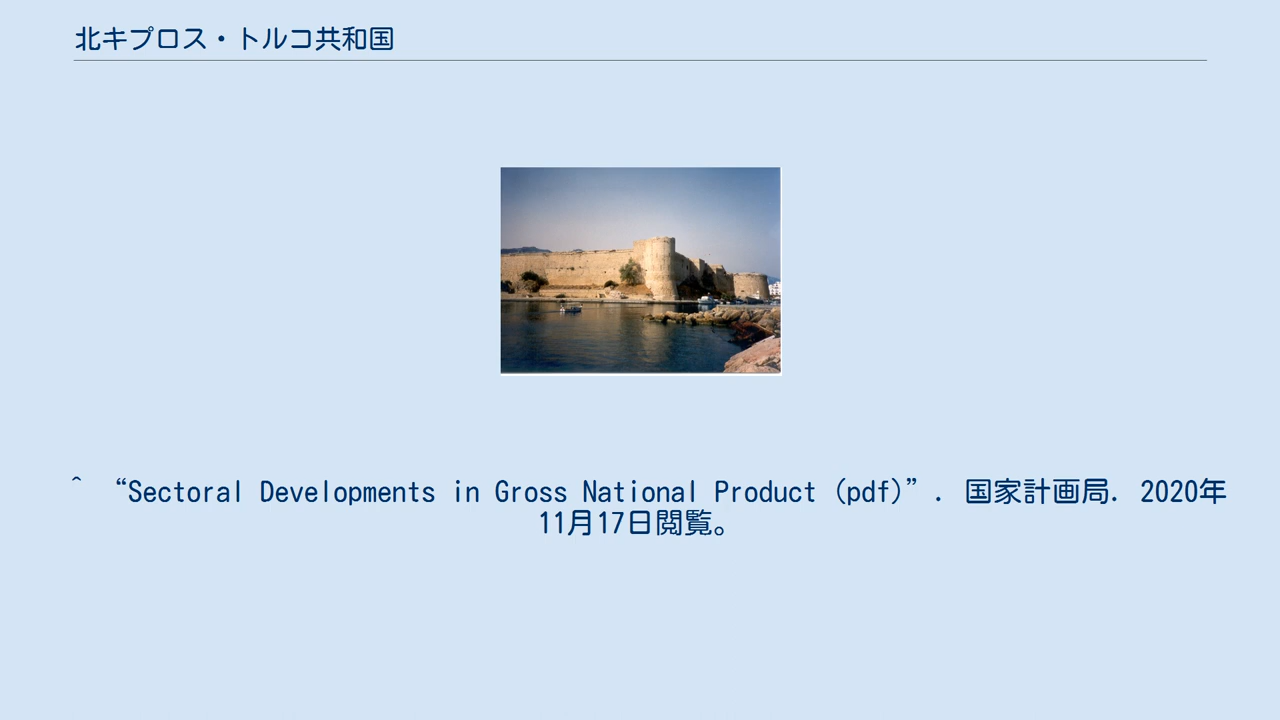 北キプロス・トルコ共和国
^ “Sectoral Developments in Gross National Product (pdf)”. 国家計画局. 2020年
11月17日閲覧。